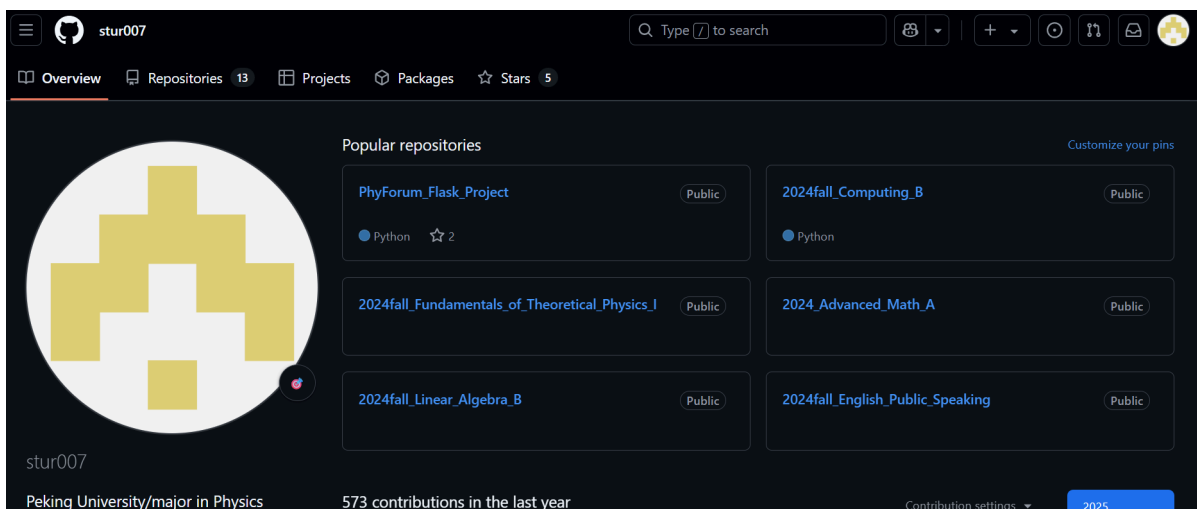 stur007
Type / to search
Overview Repositories 13 Projects Packages Stars 5
Popular repositories
Customize your pins
PhyForum_Flask_Project Public
Python 2
2024fall_Computing_B Public
Python
2024fall_Fundamentals_of_Theoretical_Physics_I Public
2024_Advanced_Math_A Public
2024fall_Linear_Algebra_B Public
2024fall_English_Public_Speaking Public
stur007
Peking University/major in Physics
573 contributions in the last year
Contribution settings
2025